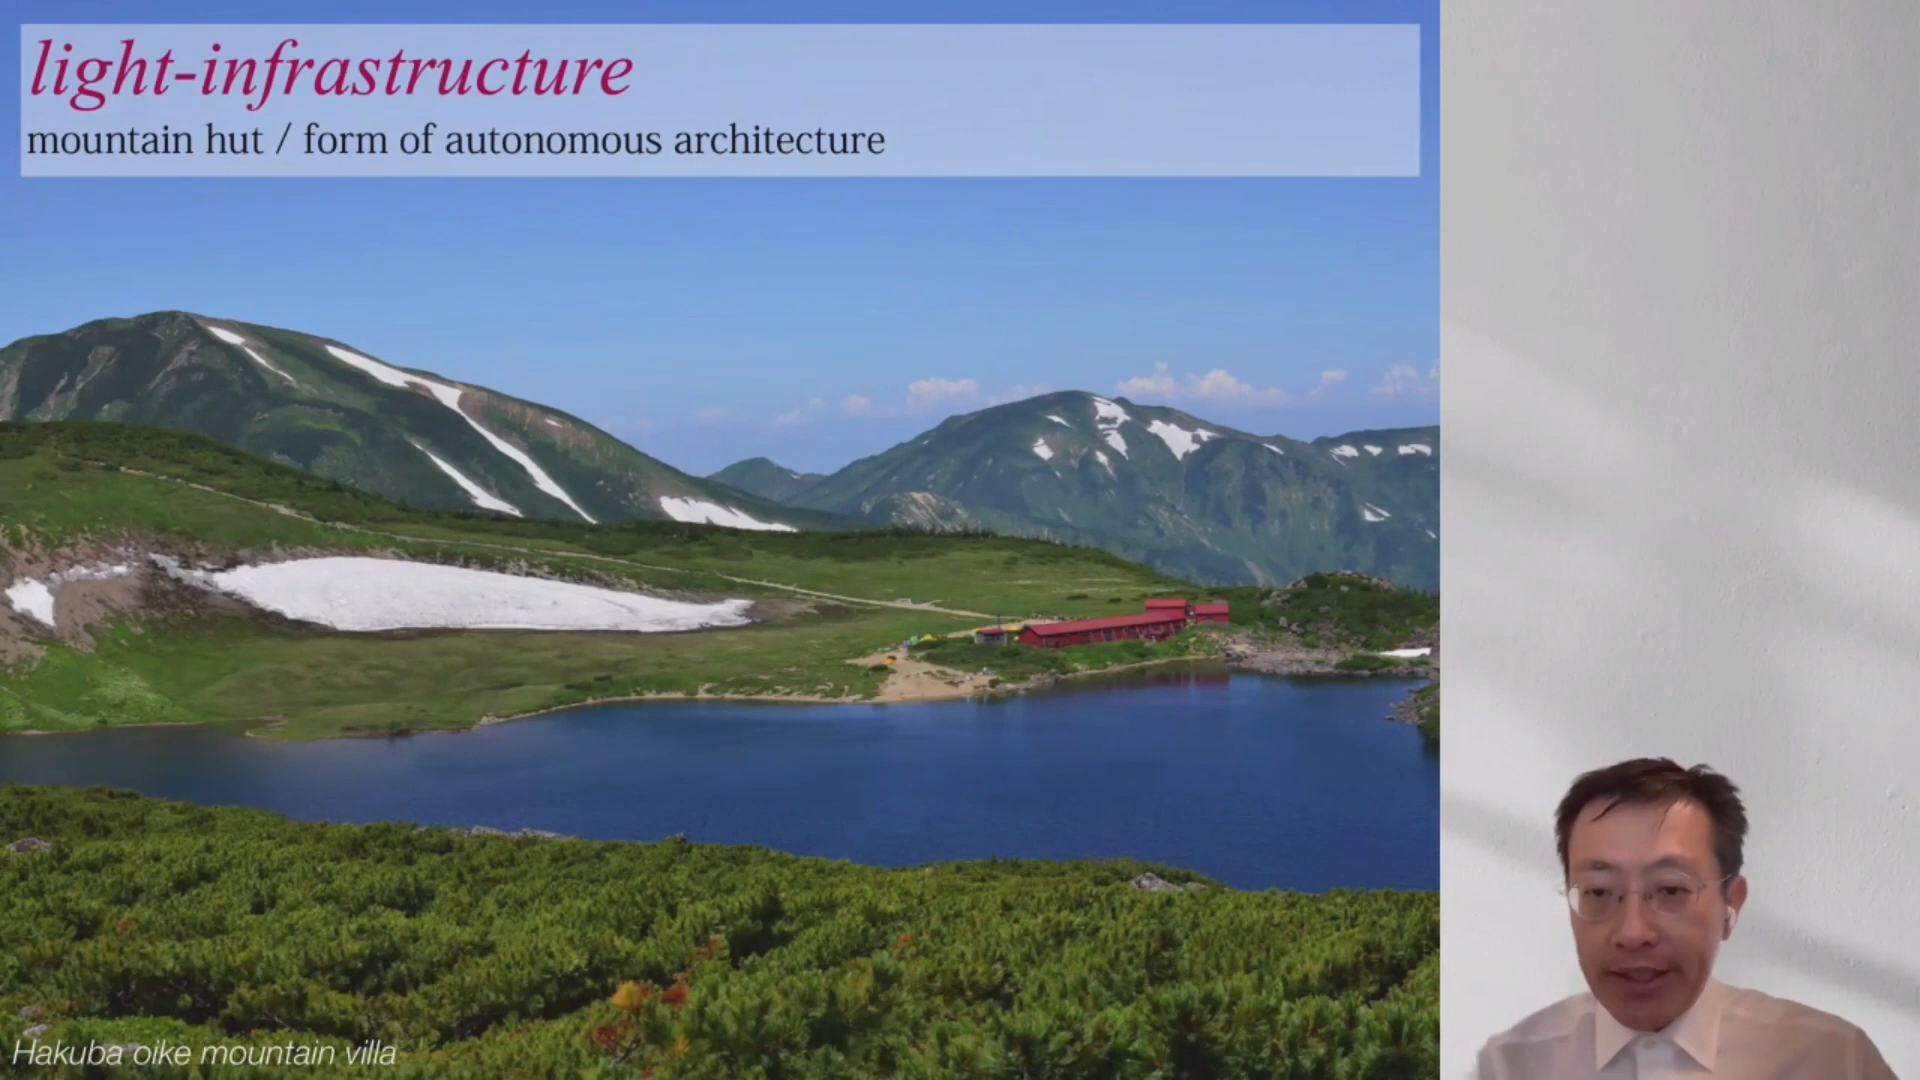 light-infrastructure
mountain hut / form of autonomous architecture
Hakuba oike mountain villa